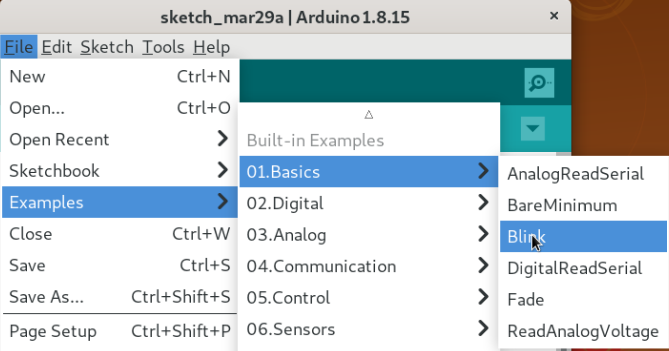 sketch_mar29a | Arduino 1.8.15 ×
File Edit Sketch Tools Help
New Ctrl+N
Open... Ctrl+O
Open Recent
Sketchbook
Examples
Close Ctrl+W
Save Ctrl+S
Save As... Ctrl+Shift+S
Page Setup Ctrl+Shift+P
Built-in Examples
01.Basics
02.Digital
03.Analog
04.Communication
05.Control
06.Sensors
AnalogReadSerial
BareMinimum
Blink
DigitalReadSerial
Fade
ReadAnalogVoltage